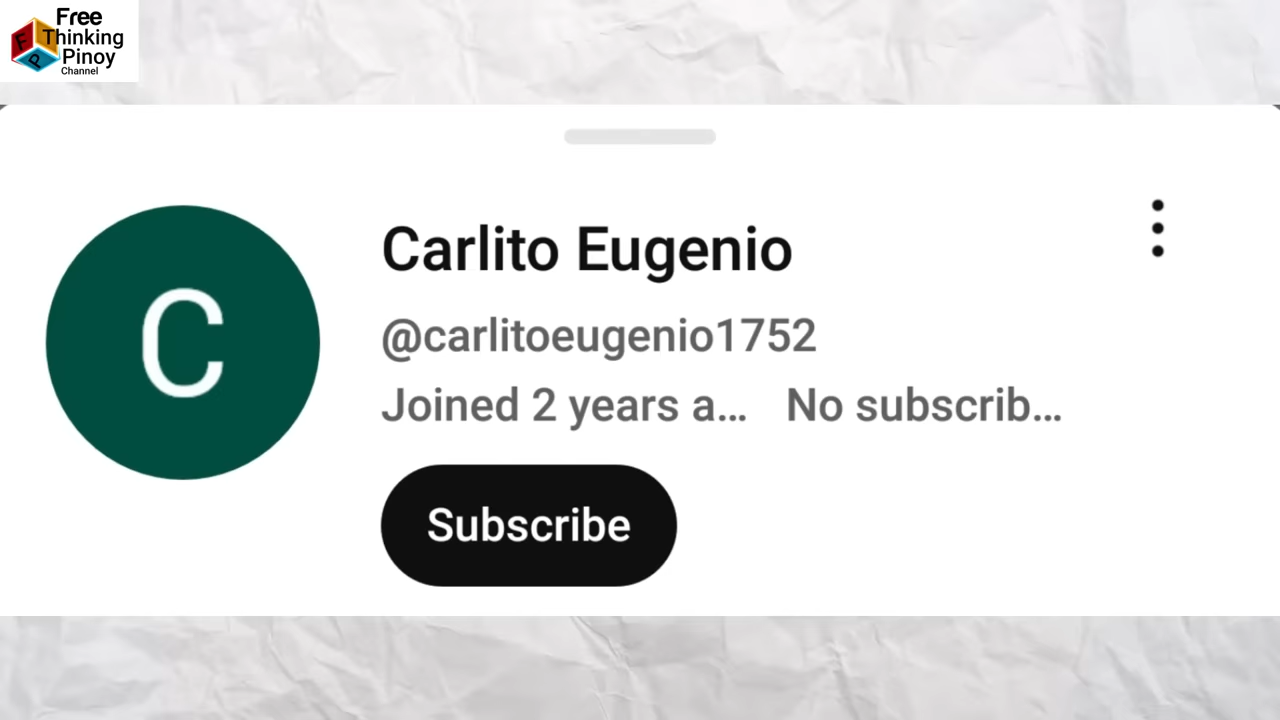 Free
Thinking
Pinoy
Channel
F
P
C
Carlito Eugenio
@carlitoeugenio1752
Joined 2 years a... No subscrib...
Subscribe